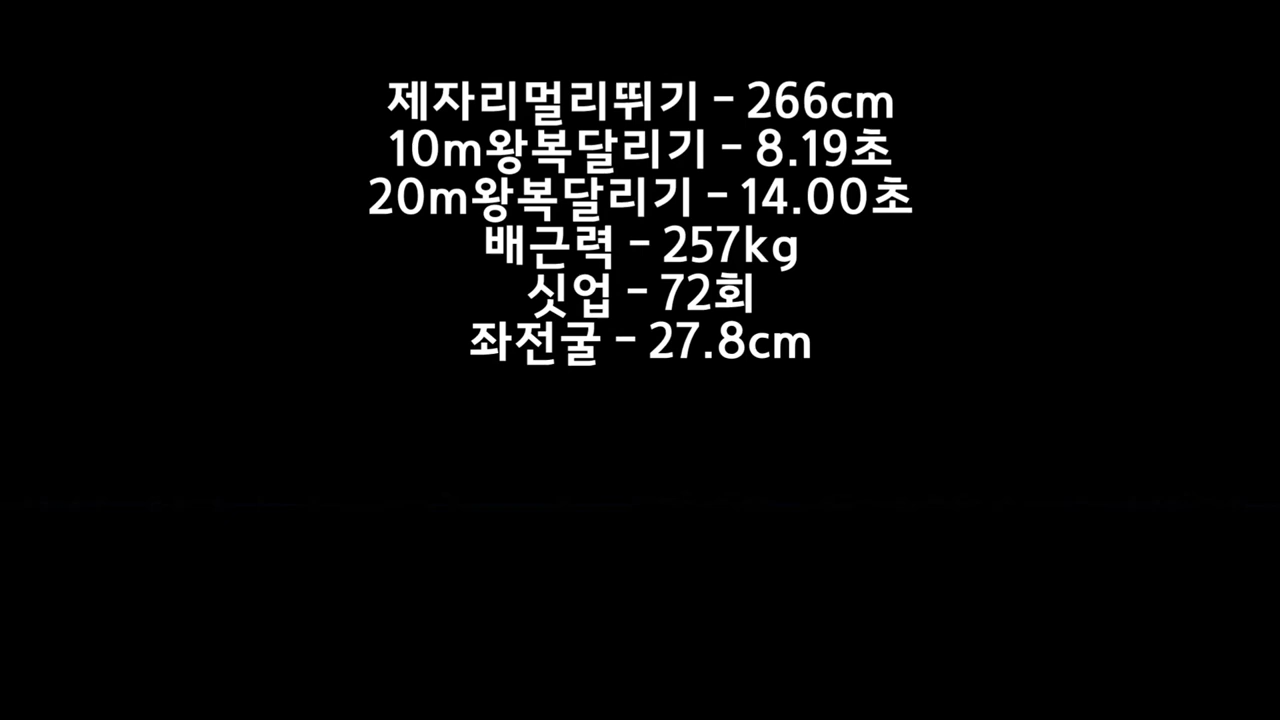 제자리멀리뛰기 - 266cm
10m왕복달리기 - 8.19초
20m왕복달리기 - 14.00초
배근력 - 257kg
싯업 - 72회
좌전굴 - 27.8cm